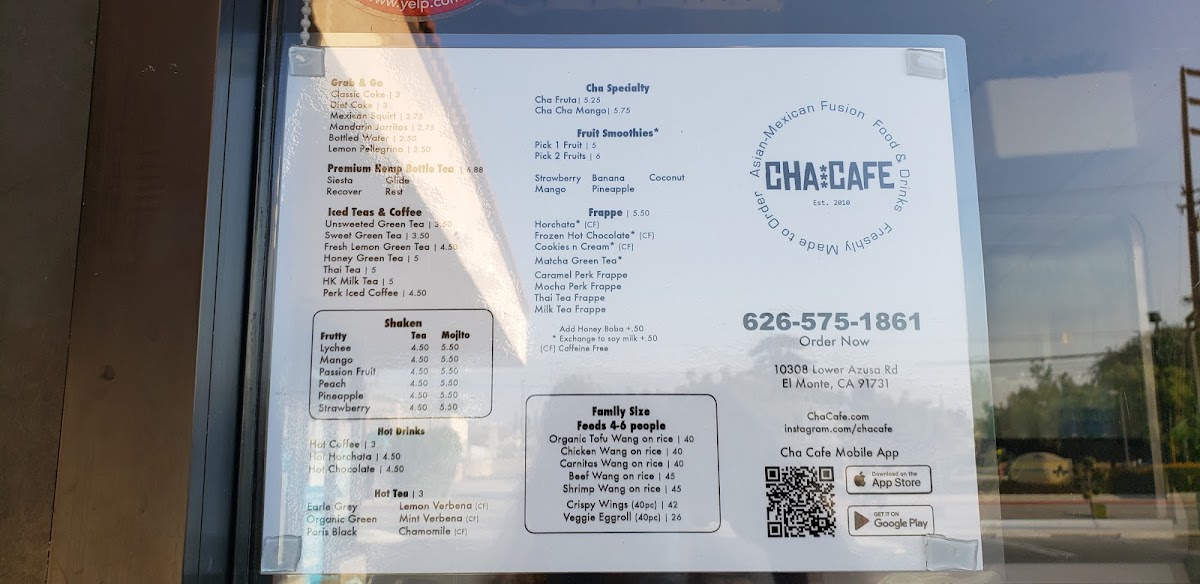 www.yelp.com
Grab & Go
Classic Coke | 3
Diet Coke | 3
Mexican Squirt | 2.75
Mandarin Jarritos | 2.75
Bottled Water | 2.50
Lemon Pellegrino | 2.50
Premium Hemp Bottle Tea | 6.88
Siesta Glide
Recover Rest
Iced Teas & Coffee
Unsweeted Green Tea | 3.50
Sweet Green Tea | 3.50
Fresh Lemon Green Tea | 4.50
Honey Green Tea | 5
Thai Tea | 5
HK Milk Tea | 5
Perk Iced Coffee | 4.50
Shaken
Frutty Tea Mojito
Lychee 4.50 5.50
Mango 4.50 5.50
Passion Fruit 4.50 5.50
Peach 4.50 5.50
Pineapple 4.50 5.50
Strawberry 4.50 5.50
Hot Drinks
Hot Coffee | 3
Hot Horchata | 4.50
Hot Chocolate | 4.50
Hot Tea | 3
Earle Grey Lemon Verbena (CF)
Organic Green Mint Verbena (CF)
Paris Black Chamomile (CF)
Cha Specialty
Cha Fruta| 5.25
Cha Cha Mango| 5.75
Fruit Smoothies*
Pick 1 Fruit | 5
Pick 2 Fruits | 6
Strawberry Banana Coconut
Mango Pineapple
Frappe | 5.50
Horchata* (CF)
Frozen Hot Chocolate* (CF)
Cookies n Cream* (CF)
Matcha Green Tea*
Caramel Perk Frappe
Mocha Perk Frappe
Thai Tea Frappe
Milk Tea Frappe
Add Honey Boba +.50
* Exchange to soy milk +.50
(CF) Caffeine Free
Family Size
Feeds 4-6 people
Organic Tofu Wang on rice | 40
Chicken Wang on rice | 40
Carnitas Wang on rice | 40
Beef Wang on rice | 45
Shrimp Wang on rice | 45
Crispy Wings (40pc) | 42
Veggie Eggroll (40pc) | 26
Asian-Mexican Fusion Food & Drinks Freshly Made to Order
CHA CAFE
Est. 2010
626-575-1861
Order Now
10308 Lower Azusa Rd
El Monte, CA 91731
ChaCafe.com
instagram.com/chacafe
Cha Cafe Mobile App
Download on the
App Store
GET IT ON
Google Play